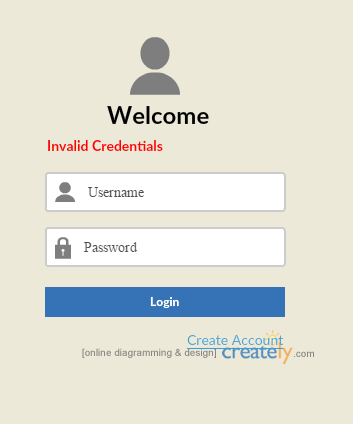 Welcome
Invalid Credentials
Username
Password
Login
Create Account
[online diagramming & design] creately.com